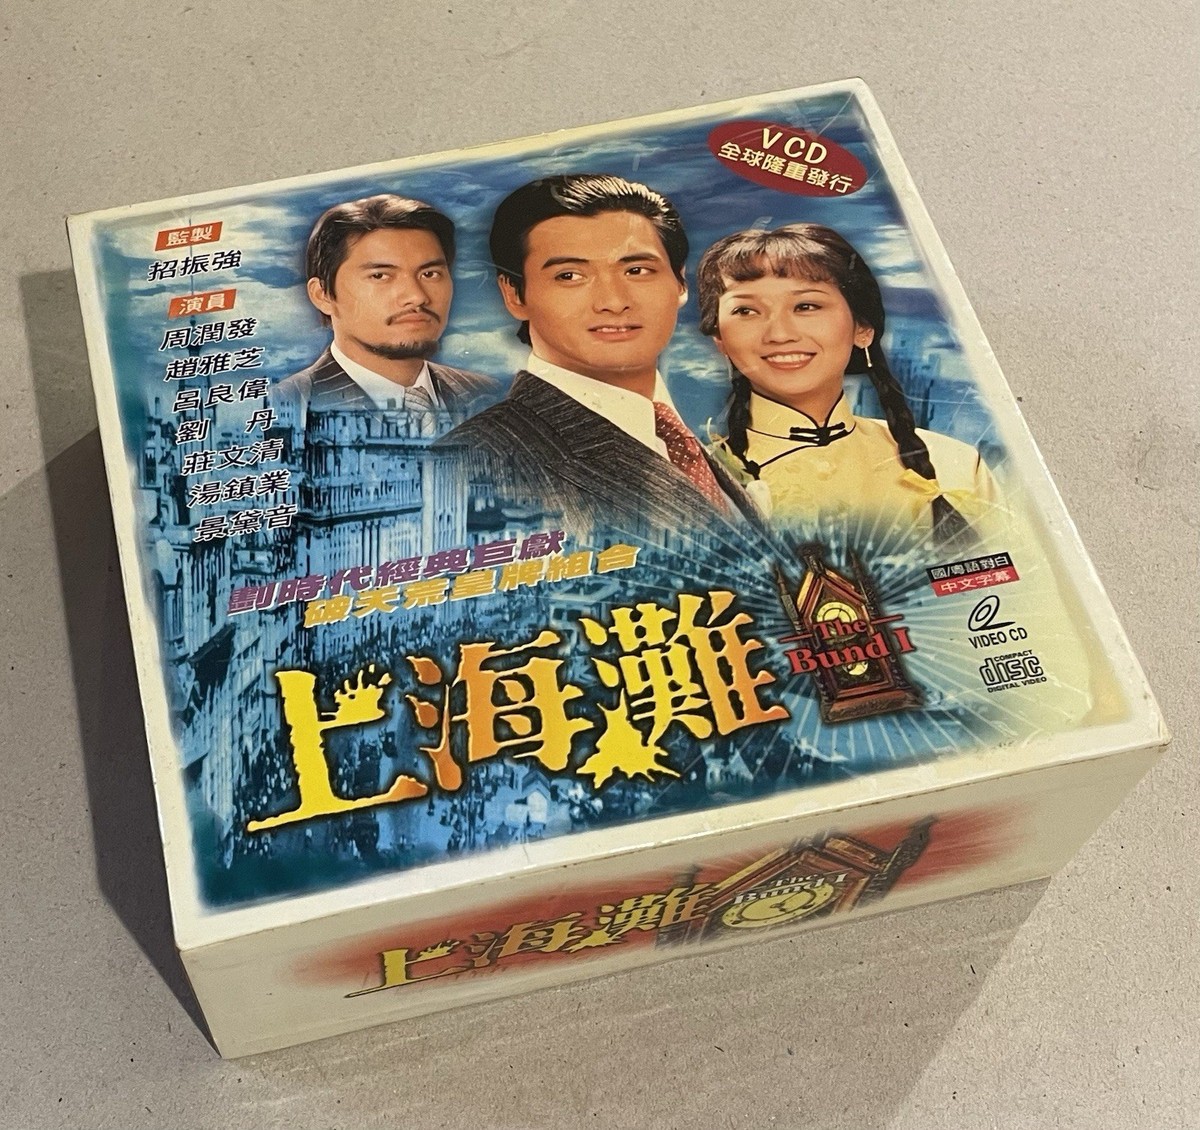 VCD
全球隆重發行
監製
招振強
演員
周潤發
趙雅芝
呂良偉
劉 丹
莊文清
湯鎮業
景黛音
劃時代經典巨獻
破天荒皇牌組合
上海灘
The
Bund I
國/粵語對白
中文字幕
VIDEO CD
COMPACT
disc
DIGITAL VIDEO
上海灘
The
Bund I